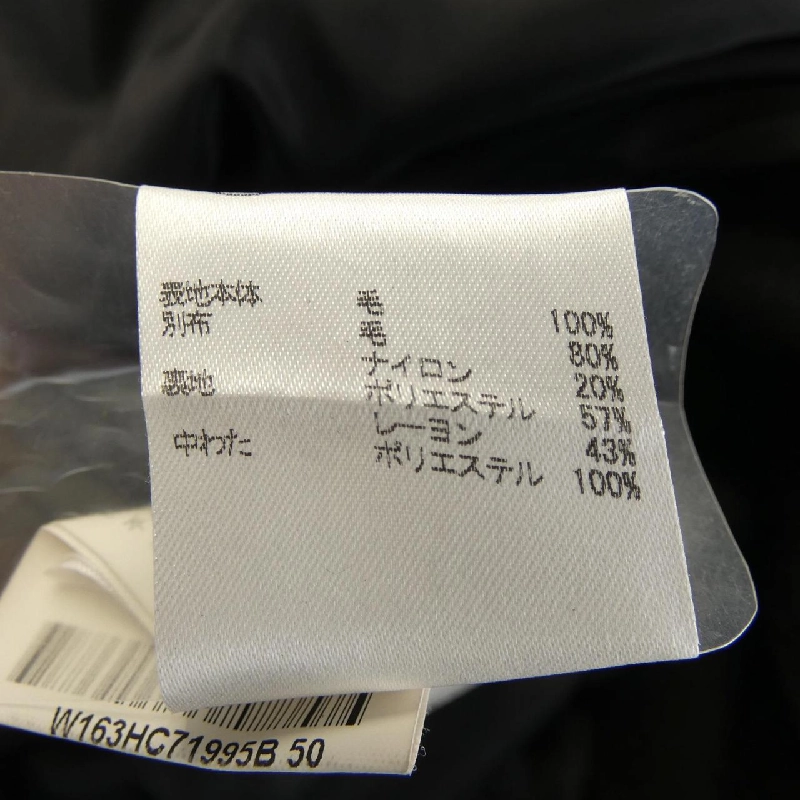 表地本体 毛 100%
別布 毛 80%
ナイロン 20%
裏地 ポリエステル 57%
レーヨン 43%
中わた ポリエステル 100%
W163HC71995B 50